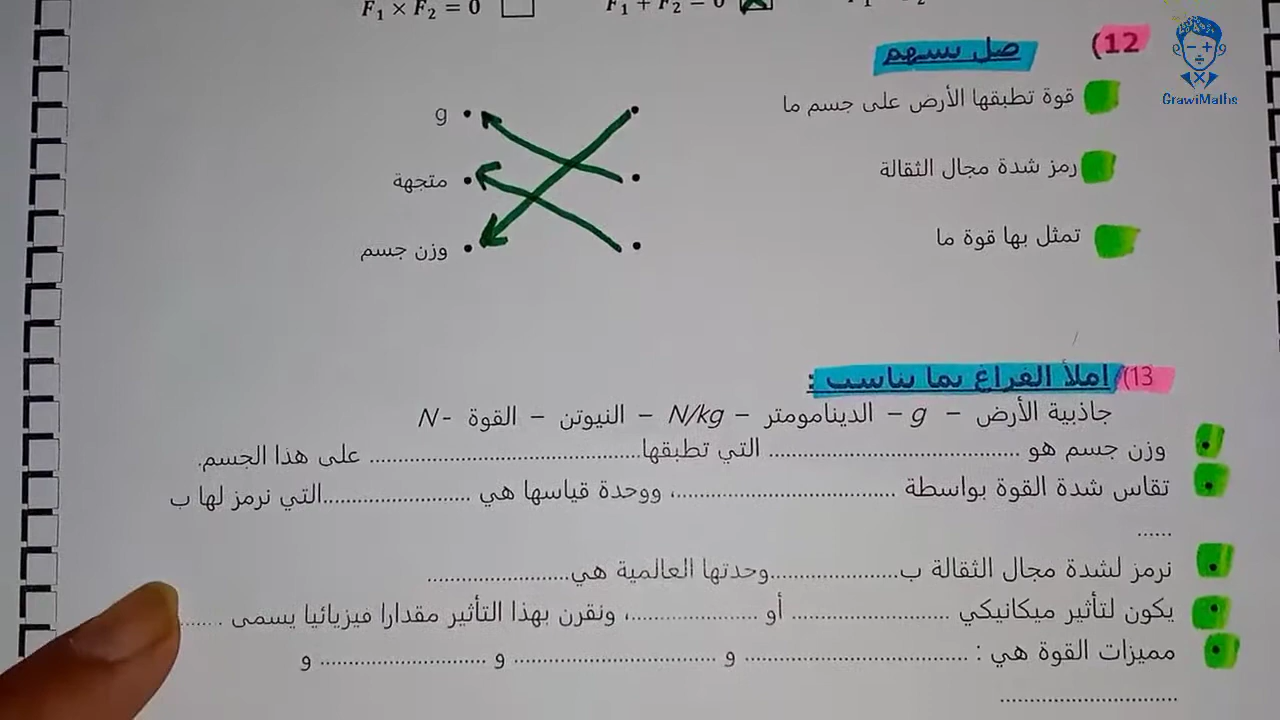 F₁ × F₂ = 0
12)
صل بسهم
GrawiMaths
قوة تطبقها الأرض على جسم ما
g
رمز شدة مجال الثقالة
متجهة
تمثل بها قوة ما
وزن جسم
13) املأ الفراغ بما يناسب :
جاذبية الأرض – g – الدينامومتر – N/kg – النيوتن – القوة - N
وزن جسم هو ........................ التي تطبقها........................ على هذا الجسم.
تقاس شدة القوة بواسطة ........................، ووحدة قياسها هي ................التي نرمز لها ب
......
نرمز لشدة مجال الثقالة ب................وحدتها العالمية هي................
يكون لتأثير ميكانيكي ................ أو ................، ونقرن بهذا التأثير مقدارا فيزيائيا يسمى ........
مميزات القوة هي : ........................ و ........................ و ................ و
........................